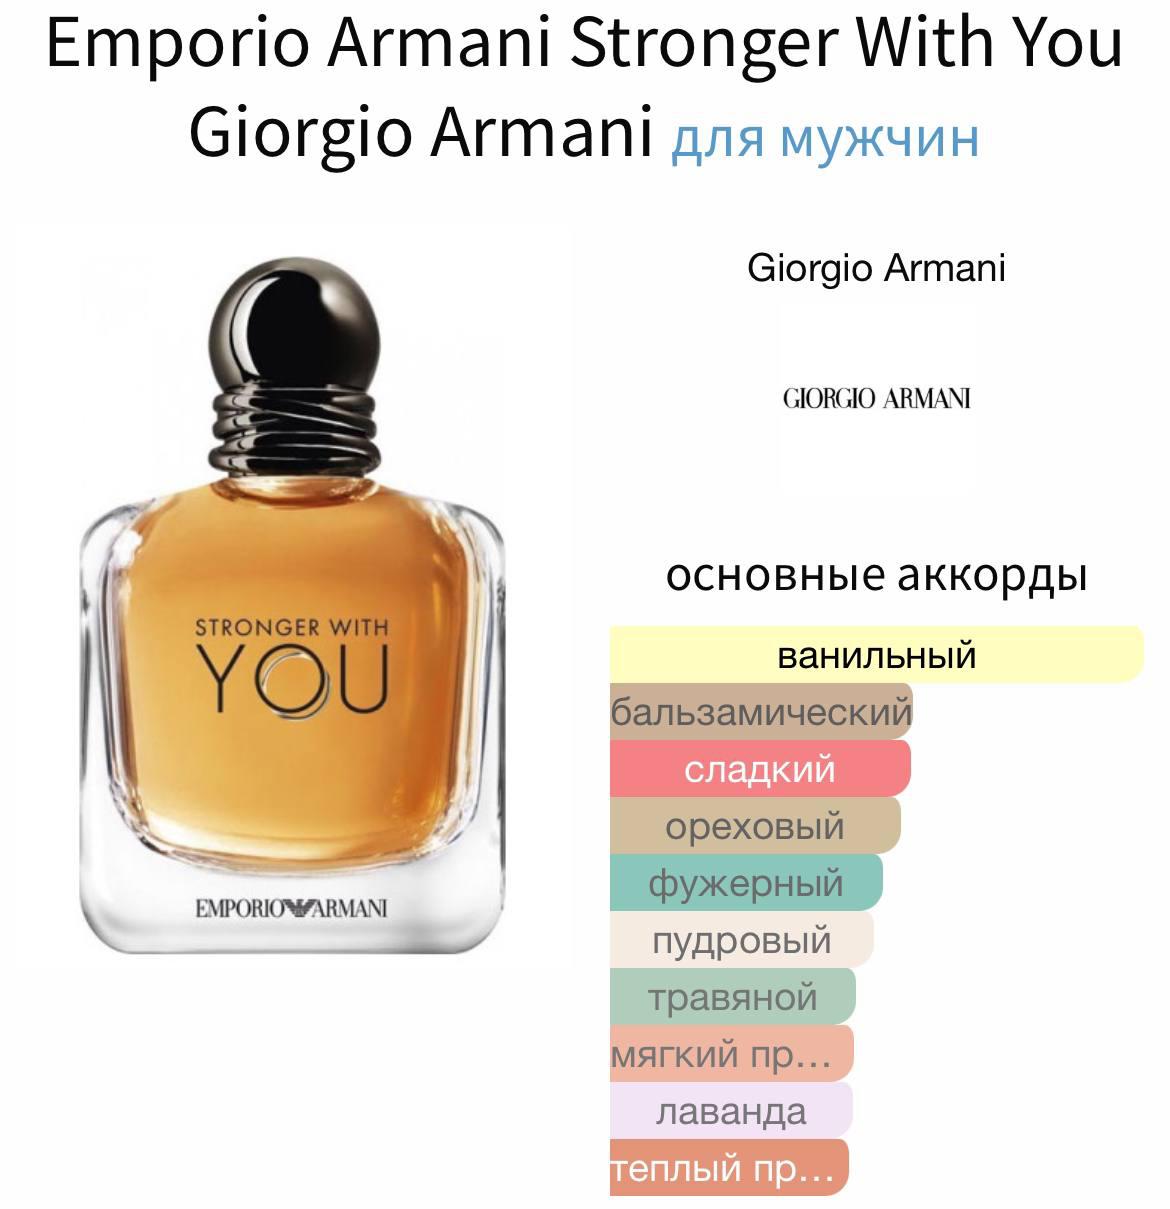 Emporio Armani Stronger With You
Giorgio Armani для мужчин
Giorgio Armani
GIORGIO ARMANI
STRONGER WITH
YOU
EMPORIO ARMANI
основные аккорды
ванильный
бальзамический
сладкий
ореховый
фужерный
пудровый
травяной
мягкий пр...
лаванда
теплый пр...